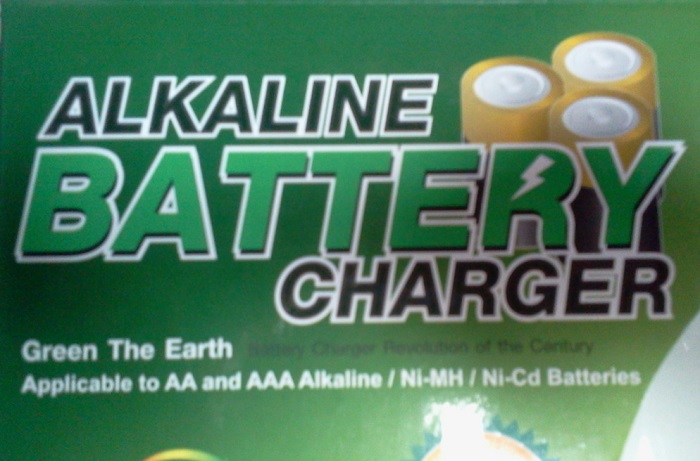 ALKALINE
BATTERY
CHARGER
Green The Earth Battery Charger Revolution of the Century
Applicable to AA and AAA Alkaline / Ni-MH / Ni-Cd Batteries